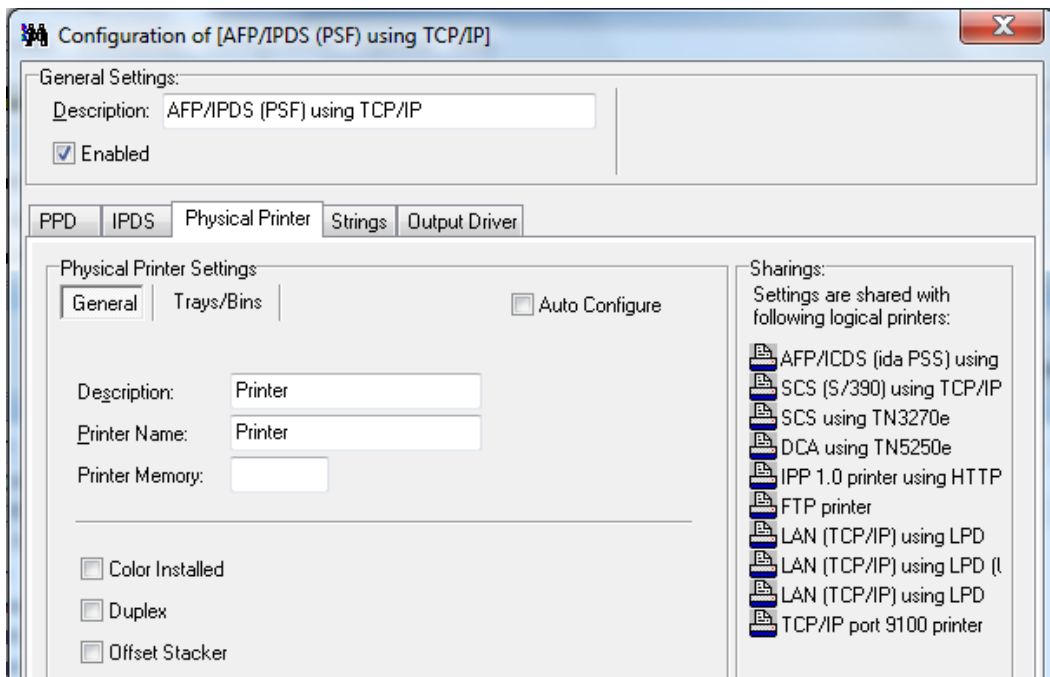 Configuration of [AFP/IPDS (PSF) using TCP/IP]
General Settings:
Description: AFP/IPDS (PSF) using TCP/IP
Enabled
PPD IPDS Physical Printer Strings Output Driver
Physical Printer Settings
General Trays/Bins Auto Configure
Description: Printer
Printer Name: Printer
Printer Memory:
Color Installed
Duplex
Offset Stacker
Sharings:
Settings are shared with
following logical printers:
AFP/ICDS (ida PSS) using
SCS (S/390) using TCP/IP
SCS using TN3270e
DCA using TN5250e
IPP 1.0 printer using HTTP
FTP printer
LAN (TCP/IP) using LPD
LAN (TCP/IP) using LPD (l
LAN (TCP/IP) using LPD
TCP/IP port 9100 printer